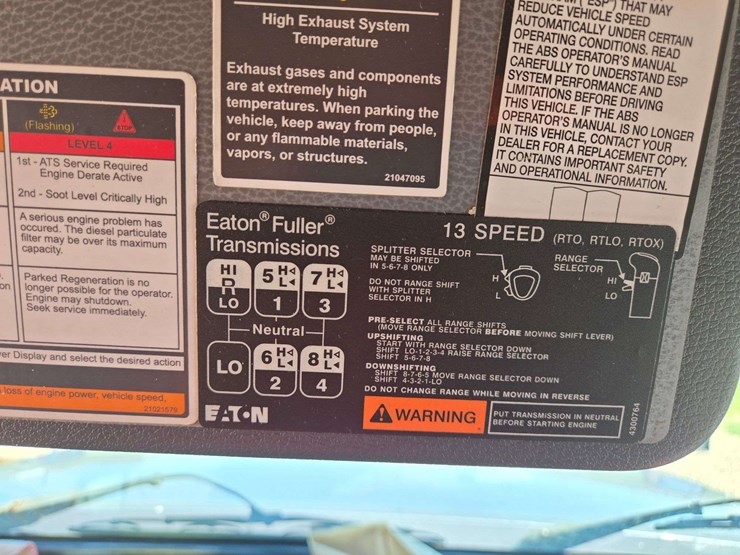 ATION
(Flashing)
STOP
LEVEL 4
1st - ATS Service Required
Engine Derate Active
2nd - Soot Level Critically High
A serious engine problem has
occured. The diesel particulate
filter may be over its maximum
capacity.
on
Parked Regeneration is no
longer possible for the operator.
Engine may shutdown.
Seek service immediately.
er Display and select the desired action
loss of engine power, vehicle speed,
21021579
High Exhaust System
Temperature
Exhaust gases and components
are at extremely high
temperatures. When parking the
vehicle, keep away from people,
or any flammable materials,
vapors, or structures.
21047095
("ESP") THAT MAY
REDUCE VEHICLE SPEED
AUTOMATICALLY UNDER CERTAIN
OPERATING CONDITIONS. READ
THE ABS OPERATOR'S MANUAL
CAREFULLY TO UNDERSTAND ESP
SYSTEM PERFORMANCE AND
LIMITATIONS BEFORE DRIVING
THIS VEHICLE. IF THE ABS
OPERATOR'S MANUAL IS NO LONGER
IN THIS VEHICLE, CONTACT YOUR
DEALER FOR A REPLACEMENT COPY.
IT CONTAINS IMPORTANT SAFETY
AND OPERATIONAL INFORMATION.
Eaton® Fuller®
Transmissions
HI
R
LO
5 H
L
1
7 H
L
3
Neutral
LO
6 H
L
2
8 H
L
4
EATON
13 SPEED (RTO, RTLO, RTOX)
SPLITTER SELECTOR
MAY BE SHIFTED
IN 5-6-7-8 ONLY
DO NOT RANGE SHIFT
WITH SPLITTER
SELECTOR IN H
H
L
RANGE
SELECTOR
HI
LO
PRE-SELECT ALL RANGE SHIFTS
(MOVE RANGE SELECTOR BEFORE MOVING SHIFT LEVER)
UPSHIFTING
START WITH RANGE SELECTOR DOWN
SHIFT LO-1-2-3-4 RAISE RANGE SELECTOR
SHIFT 5-6-7-8
DOWNSHIFTING
SHIFT 8-7-6-5 MOVE RANGE SELECTOR DOWN
SHIFT 4-3-2-1-LO
DO NOT CHANGE RANGE WHILE MOVING IN REVERSE
WARNING
PUT TRANSMISSION IN NEUTRAL
BEFORE STARTING ENGINE
4300764